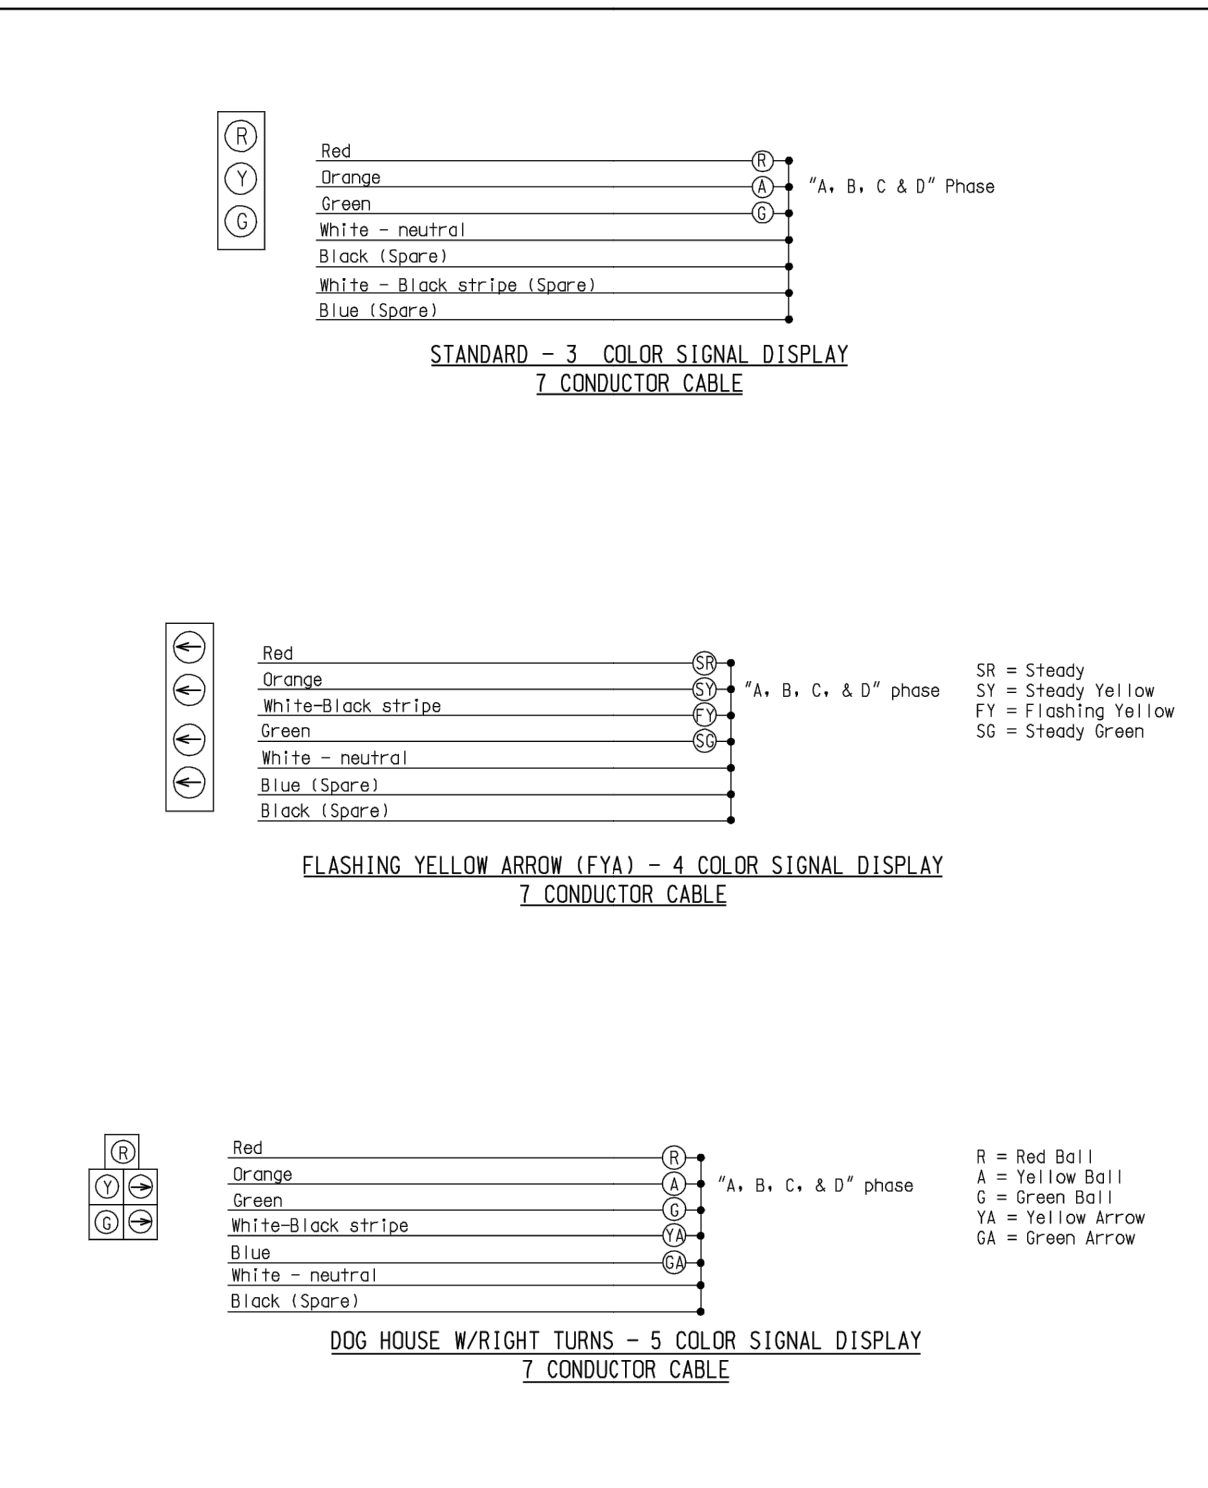 R
Y
G
Red
Orange
Green
White - neutral
Black (Spare)
White - Black stripe (Spare)
Blue (Spare)
R
A
G
"A, B, C & D" Phase
STANDARD - 3 COLOR SIGNAL DISPLAY
7 CONDUCTOR CABLE
Red
Orange
White-Black stripe
Green
White - neutral
Blue (Spare)
Black (Spare)
SR
SY
FY
SG
"A, B, C, & D" phase
SR = Steady
SY = Steady Yellow
FY = Flashing Yellow
SG = Steady Green
FLASHING YELLOW ARROW (FYA) - 4 COLOR SIGNAL DISPLAY
7 CONDUCTOR CABLE
R
Y
G
Red
Orange
Green
White-Black stripe
Blue
White - neutral
Black (Spare)
R
A
G
YA
GA
"A, B, C, & D" phase
R = Red Ball
A = Yellow Ball
G = Green Ball
YA = Yellow Arrow
GA = Green Arrow
DOG HOUSE W/RIGHT TURNS - 5 COLOR SIGNAL DISPLAY
7 CONDUCTOR CABLE